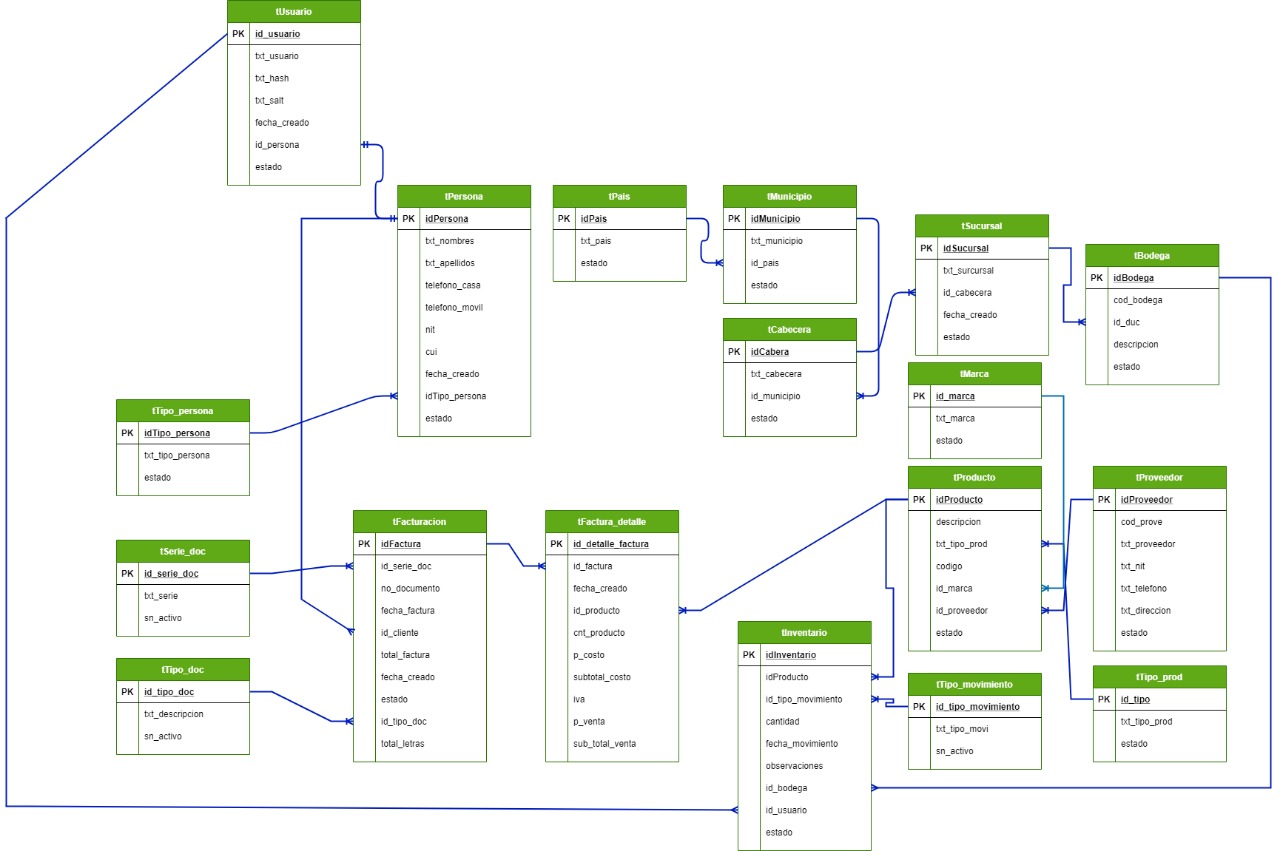 tUsuario
PK id_usuario
txt_usuario
txt_hash
txt_salt
fecha_creado
id_persona
estado
tPersona
PK idPersona
txt_nombres
txt_apellidos
telefono_casa
telefono_movil
nit
cui
fecha_creado
idTipo_persona
estado
tPais
PK idPais
txt_pais
estado
tMunicipio
PK idMunicipio
txt_municipio
id_pais
estado
tSucursal
PK idSucursal
txt_surcursal
id_cabecera
fecha_creado
estado
tBodega
PK idBodega
cod_bodega
id_duc
descripcion
estado
tCabecera
PK idCabera
txt_cabecera
id_municipio
estado
tMarca
PK id_marca
txt_marca
estado
tTipo_persona
PK idTipo_persona
txt_tipo_persona
estado
tProducto
PK idProducto
descripcion
txt_tipo_prod
codigo
id_marca
id_proveedor
estado
tProveedor
PK idProveedor
cod_prove
txt_proveedor
txt_nit
txt_telefono
txt_direccion
estado
tFacturacion
PK idFactura
id_serie_doc
no_documento
fecha_factura
id_cliente
total_factura
fecha_creado
estado
id_tipo_doc
total_letras
tFactura_detalle
PK id_detalle_factura
id_factura
fecha_creado
id_producto
cnt_producto
p_costo
subtotal_costo
iva
p_venta
sub_total_venta
tSerie_doc
PK id_serie_doc
txt_serie
sn_activo
tTipo_doc
PK id_tipo_doc
txt_descripcion
sn_activo
tInventario
PK idInventario
idProducto
id_tipo_movimiento
cantidad
fecha_movimiento
observaciones
id_bodega
id_usuario
estado
tTipo_movimiento
PK id_tipo_movimiento
txt_tipo_movi
sn_activo
tTipo_prod
PK id_tipo
txt_tipo_prod
estado